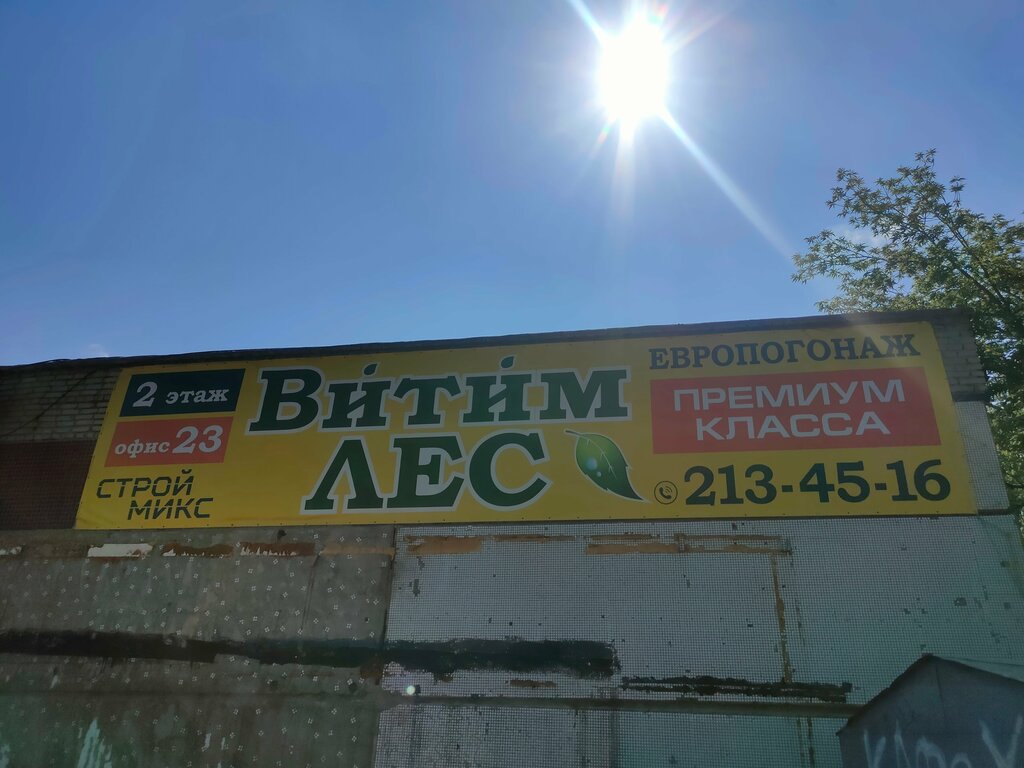 2 этаж
офис 23
СТРОЙ
МИКС
Витим
ЛЕС
ЕВРОПОГОНАЖ
ПРЕМИУМ
КЛАССА
213-45-16